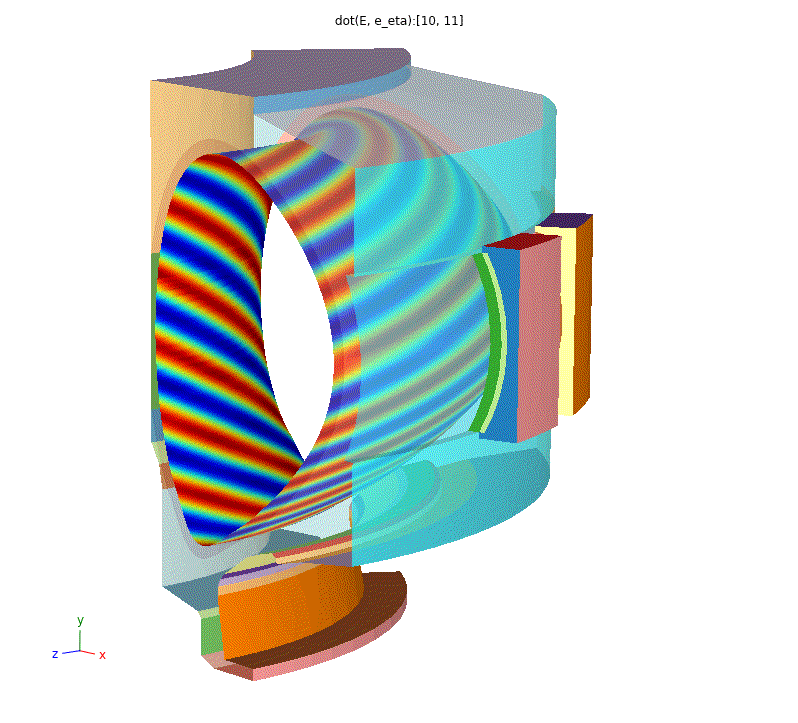 dot(E, e_eta):[10, 11]
y
z
x